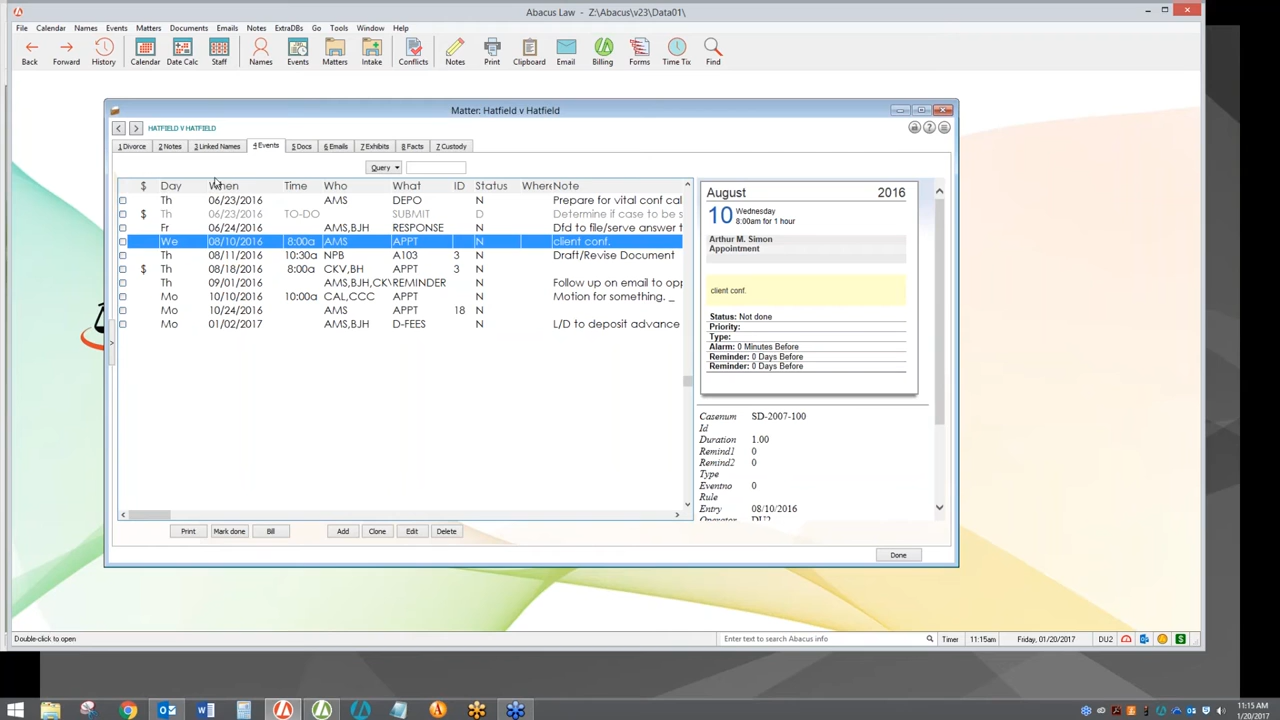 Abacus Law - Z:\Abacus\v23\Data01\
File Calendar Names Events Matters Documents Emails Notes ExtraDBs Go Tools Window Help
Back Forward History Calendar Date Calc Staff Names Events Matters Intake Conflicts Notes Print Clipboard Email Billing Forms Time Tix Find
Matter: Hatfield v Hatfield
HATFIELD V HATFIELD
1 Divorce 2 Notes 3 Linked Names 4 Events 5 Docs 6 Emails 7 Exhibits 8 Facts 7 Custody
Query
$ Day When Time Who What ID Status Where Note
Th 06/23/2016 AMS DEPO N Prepare for vital conf cal
$ Th 06/23/2016 TO-DO SUBMIT D Determine if case to be s
Fr 06/24/2016 AMS,BJH RESPONSE N Dfd to file/serve answer t
We 08/10/2016 8:00a AMS APPT N client conf.
Th 08/11/2016 10:30a NPB A103 3 N Draft/Revise Document
$ Th 08/18/2016 8:00a CKV,BH APPT 3 N
Th 09/01/2016 AMS,BJH,CKV REMINDER N Follow up on email to opp
Mo 10/10/2016 10:00a CAL,CCC APPT N Motion for something. _
Mo 10/24/2016 AMS APPT 18 N
Mo 01/02/2017 AMS,BJH D-FEES N L/D to deposit advance
August 2016
10 Wednesday
8:00am for 1 hour
Arthur M. Simon
Appointment
client conf.
Status: Not done
Priority:
Type:
Alarm: 0 Minutes Before
Reminder: 0 Days Before
Reminder: 0 Days Before
Casenum SD-2007-100
Id
Duration 1.00
Remind1 0
Remind2 0
Type
Eventno 0
Rule
Entry 08/10/2016
Operator DU2
Print Mark done Bill Add Clone Edit Delete
Done
Double-click to open
Enter text to search Abacus info
Timer 11:15am Friday, 01/20/2017 DU2
11:15 AM
1/20/2017